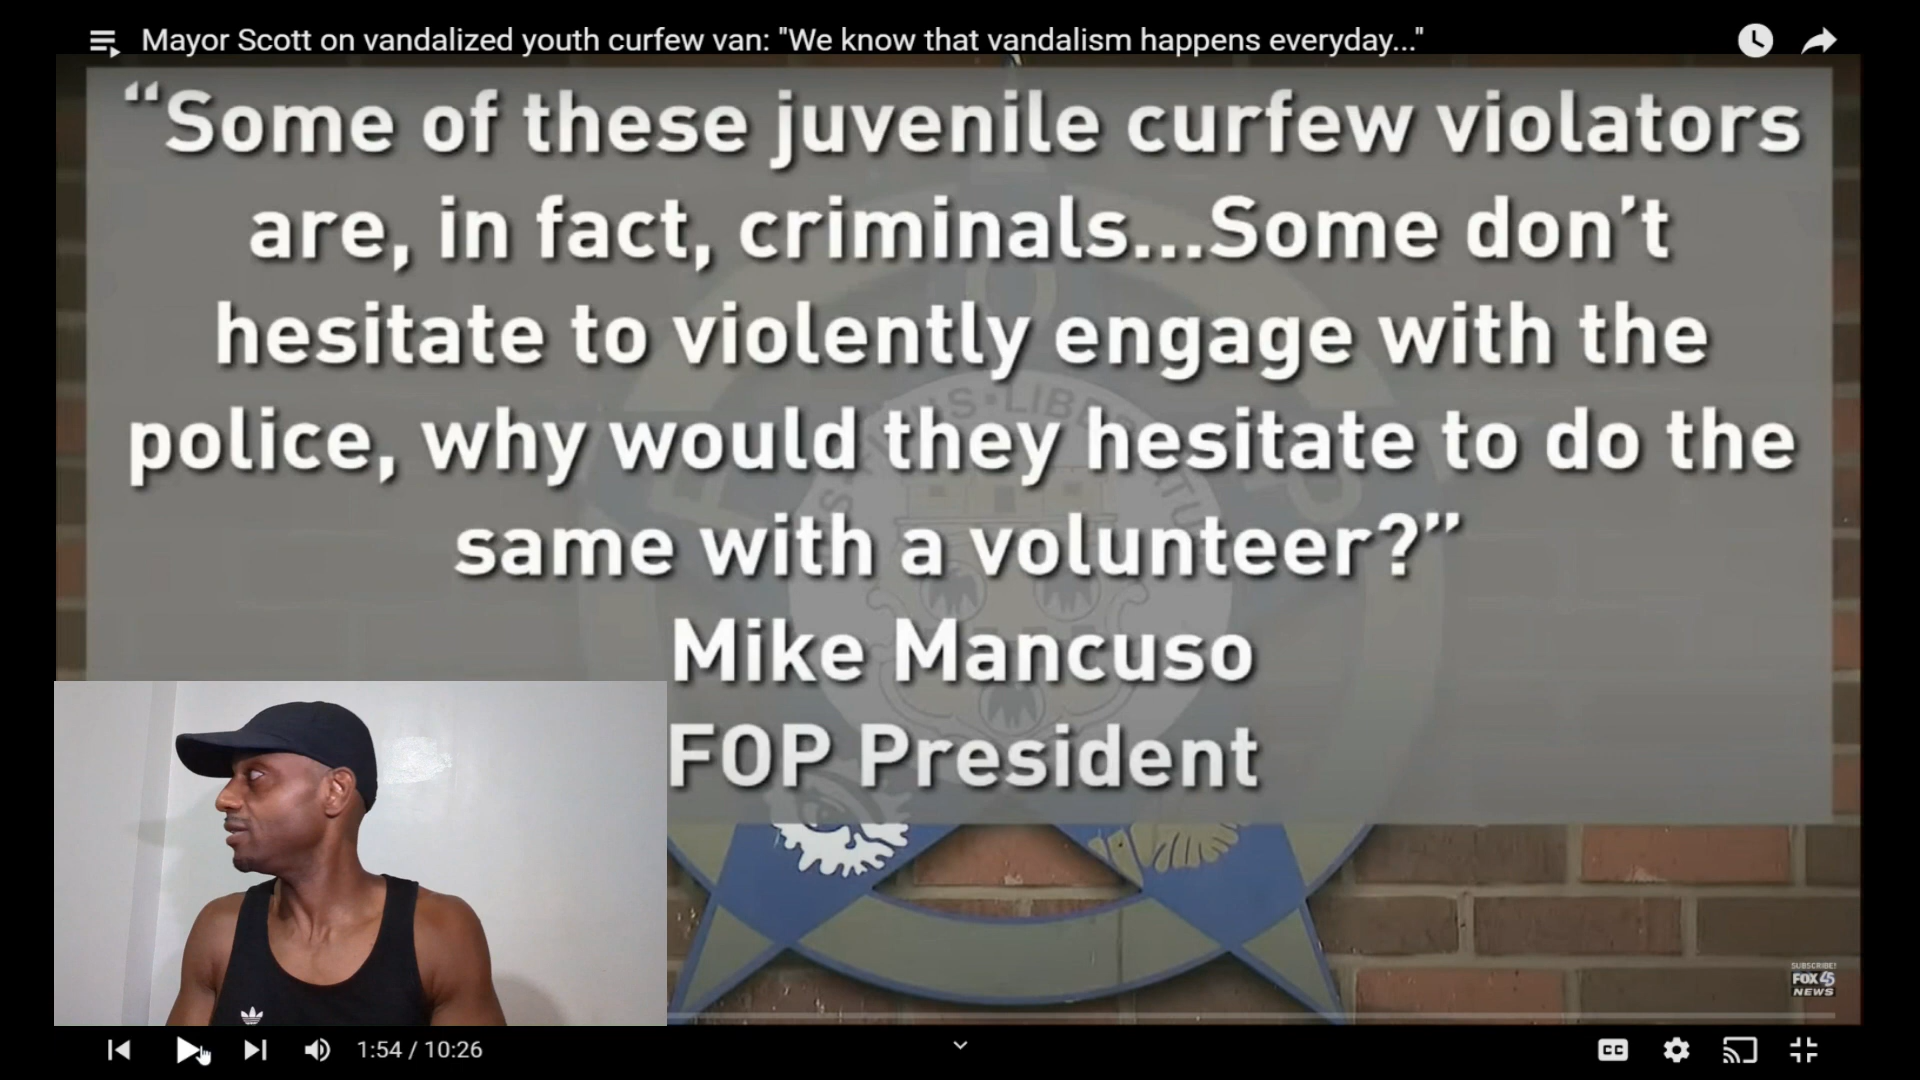 Mayor Scott on vandalized youth curfew van: "We know that vandalism happens everyday..."
“Some of these juvenile curfew violators
are, in fact, criminals...Some don’t
hesitate to violently engage with the
police, why would they hesitate to do the
same with a volunteer?”
Mike Mancuso
FOP President
SUBSCRIBE!
FOX 45
NEWS
1:54 / 10:26
CC